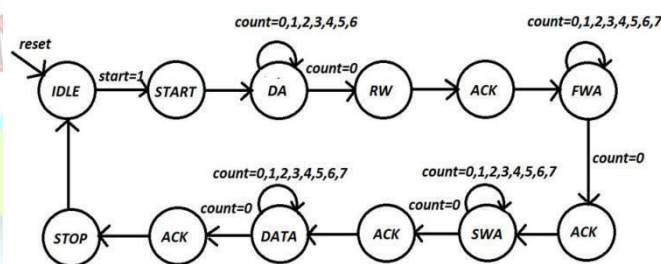 count=0,1,2,3,4,5,6
count=0,1,2,3,4,5,6,7
reset
start=1
count=0
IDLE
START
DA
RW
ACK
FWA
count=0
count=0,1,2,3,4,5,6,7
count=0,1,2,3,4,5,6,7
count=0
count=0
STOP
ACK
DATA
ACK
SWA
ACK